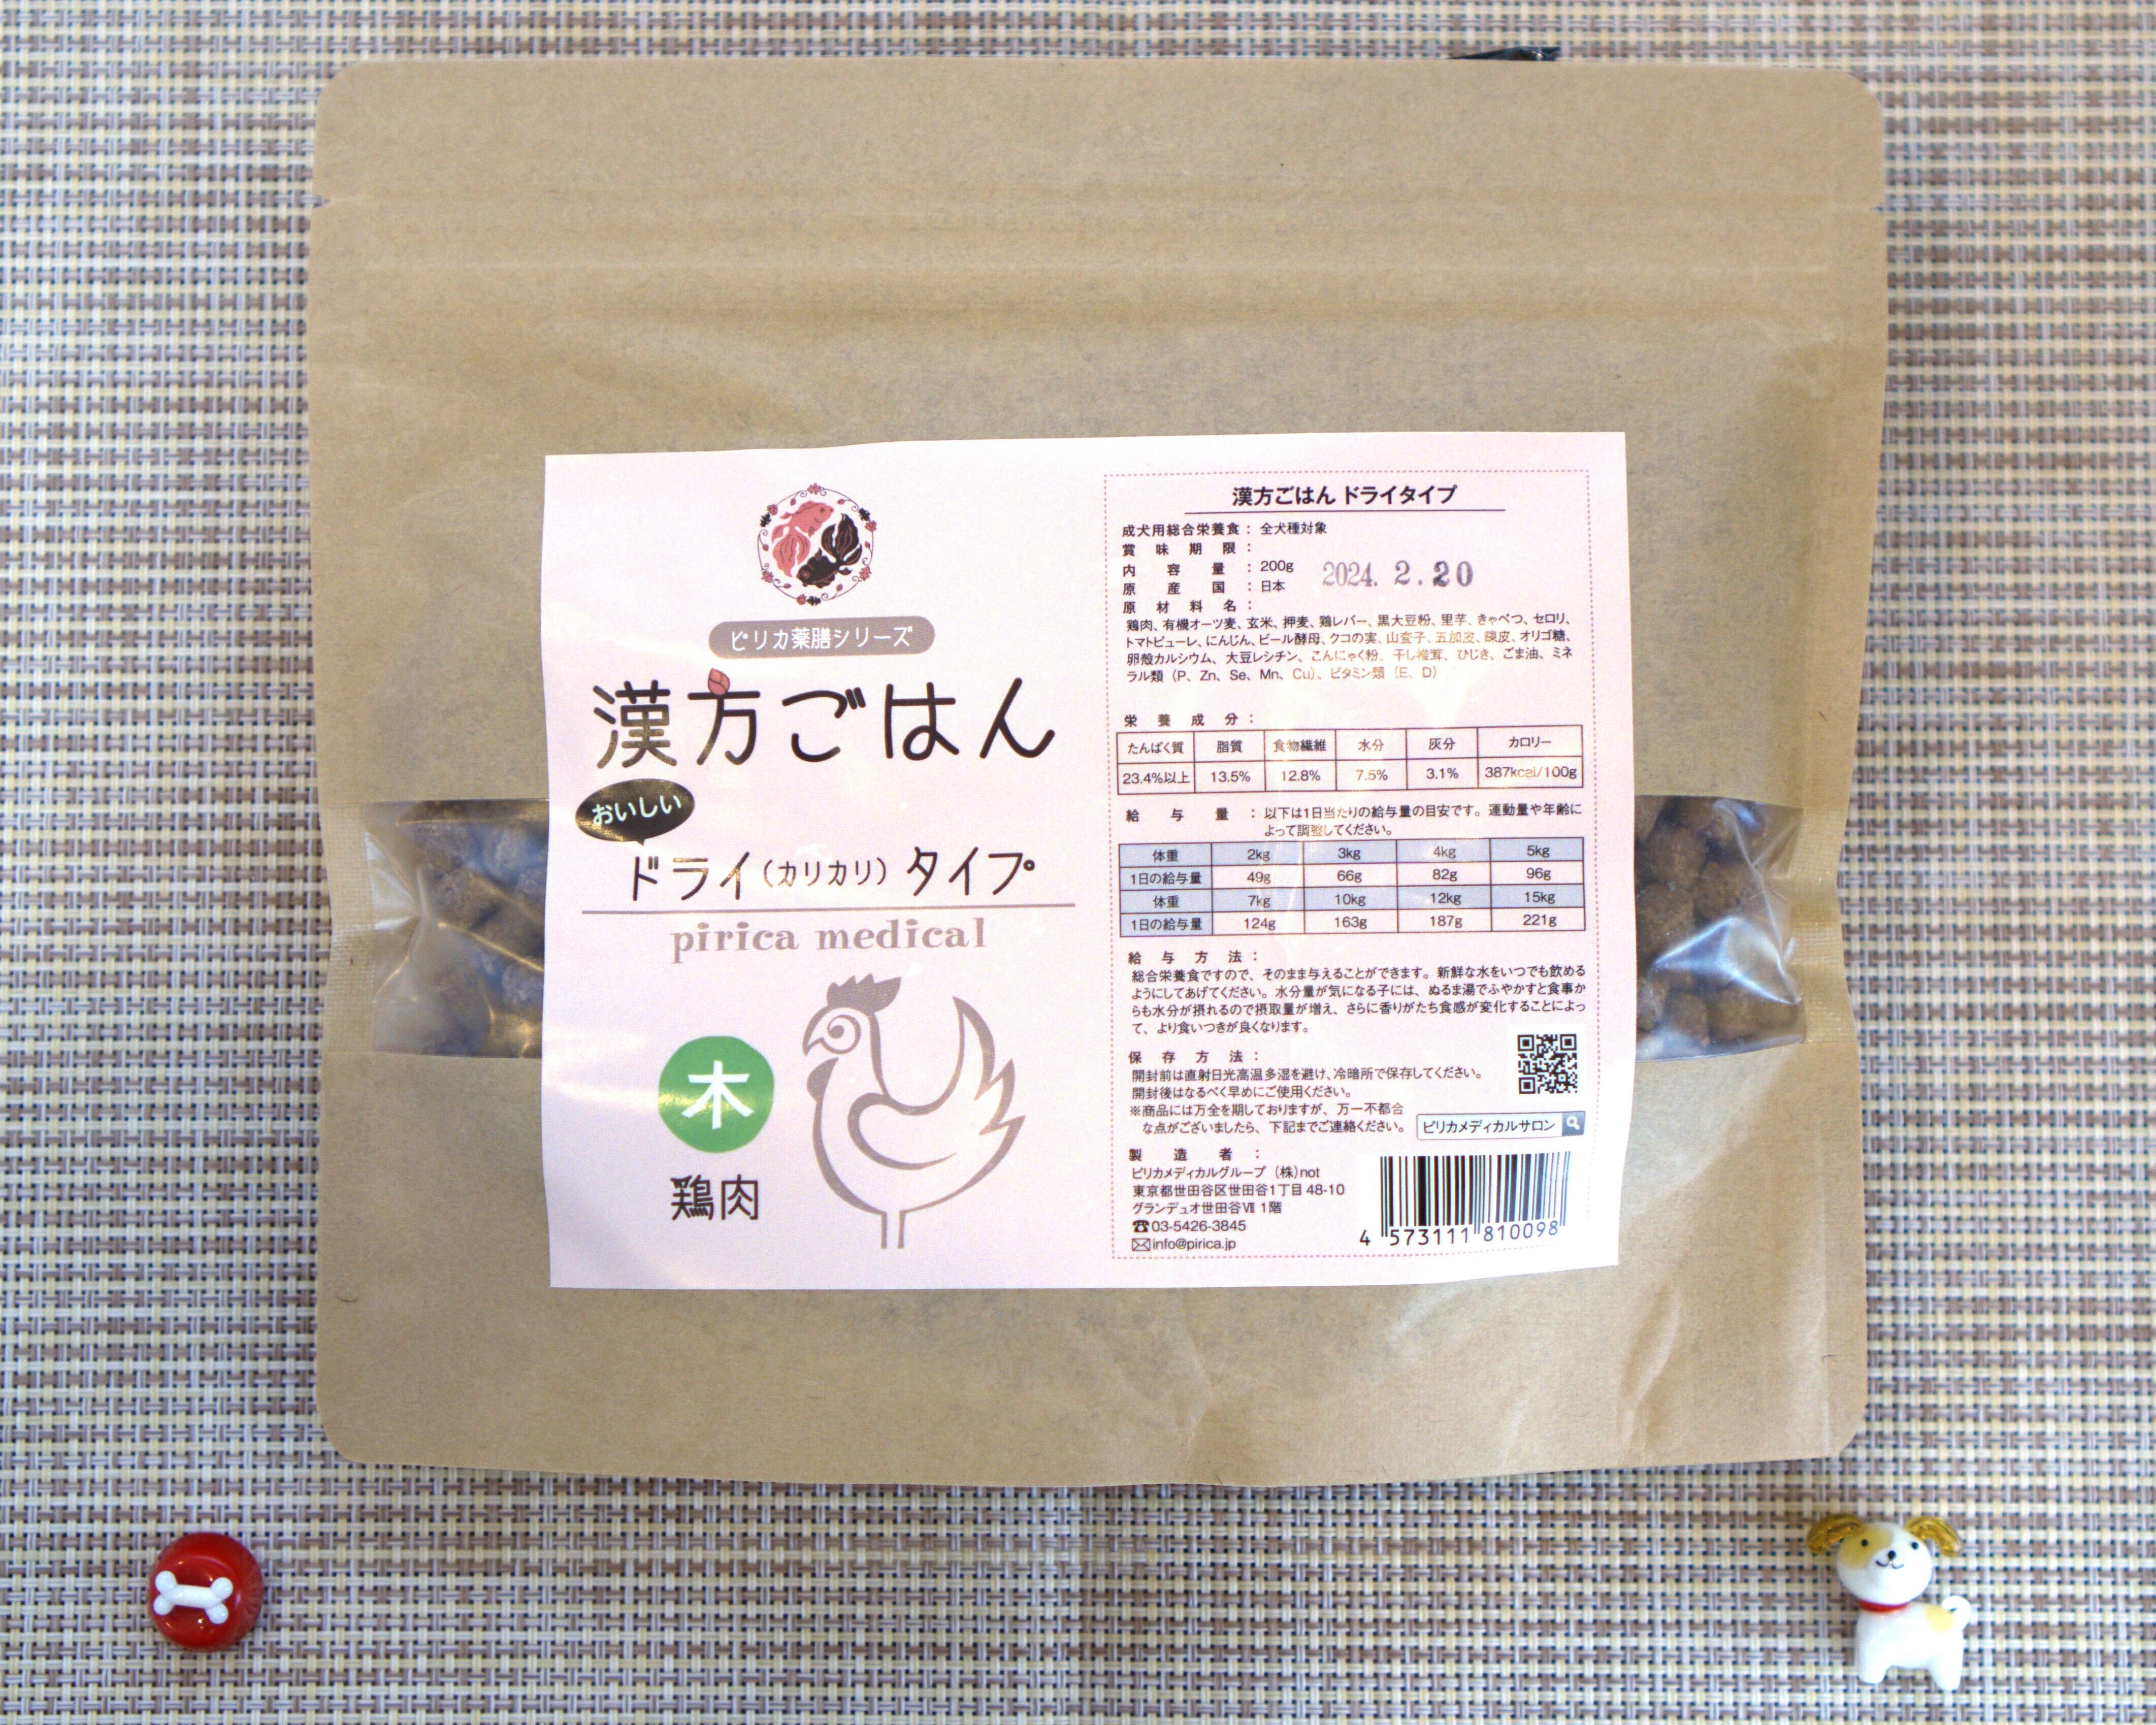 ピリカ薬膳シリーズ
漢方ごはん
おいしい
ドライ(カリカリ)タイプ
pirica medical
木
鶏肉
漢方ごはん ドライタイプ
成犬用総合栄養食： 全犬種対象
賞味期限：
内容量：200g 2024. 2. 20
原産国：日本
原材料名：
鶏肉、有機オーツ麦、玄米、押麦、鶏レバー、黒大豆粉、里芋、きゃべつ、セロリ、
トマトピューレ、にんじん、ビール酵母、クコの実、山査子、五加皮、陳皮、オリゴ糖、
卵殻カルシウム、大豆レシチン、こんにゃく粉、干し椎茸、ひじき、ごま油、ミネ
ラル類（P、Zn、Se、Mn、Cu）、ビタミン類（E、D）
栄養成分：
たんぱく質 脂質 食物繊維 水分 灰分 カロリー
23.4%以上 13.5% 12.8% 7.5% 3.1% 387kcal/100g
給与量：以下は1日当たりの給与量の目安です。運動量や年齢に
よって調整してください。
体重 2kg 3kg 4kg 5kg
1日の給与量 49g 66g 82g 96g
体重 7kg 10kg 12kg 15kg
1日の給与量 124g 163g 187g 221g
給与方法：
総合栄養食ですので、そのまま与えることができます。新鮮な水をいつでも飲める
ようにしてあげてください。水分量が気になる子には、ぬるま湯でふやかすと食事か
らも水分が摂れるので摂取量が増え、さらに香りがたち食感が変化することによっ
て、より食いつきが良くなります。
保存方法：
開封前は直射日光高温多湿を避け、冷暗所で保存してください。
開封後はなるべく早めにご使用ください。
※商品には万全を期しておりますが、万一不都合
な点がございましたら、下記までご連絡ください。
ピリカメディカルサロン
製造者：
ピリカメディカルグループ（株）not
東京都世田谷区世田谷1丁目48-10
グランデュオ世田谷Ⅶ 1階
☎03-5426-3845
✉info@pirica.jp
4 573111 810098